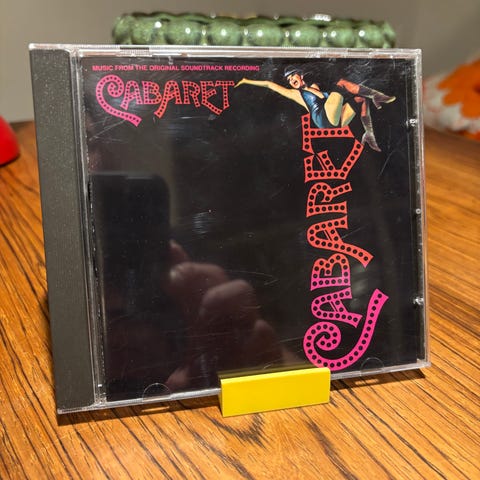 MUSIC FROM THE ORIGINAL SOUNDTRACK RECORDING
CABARET
CABARET